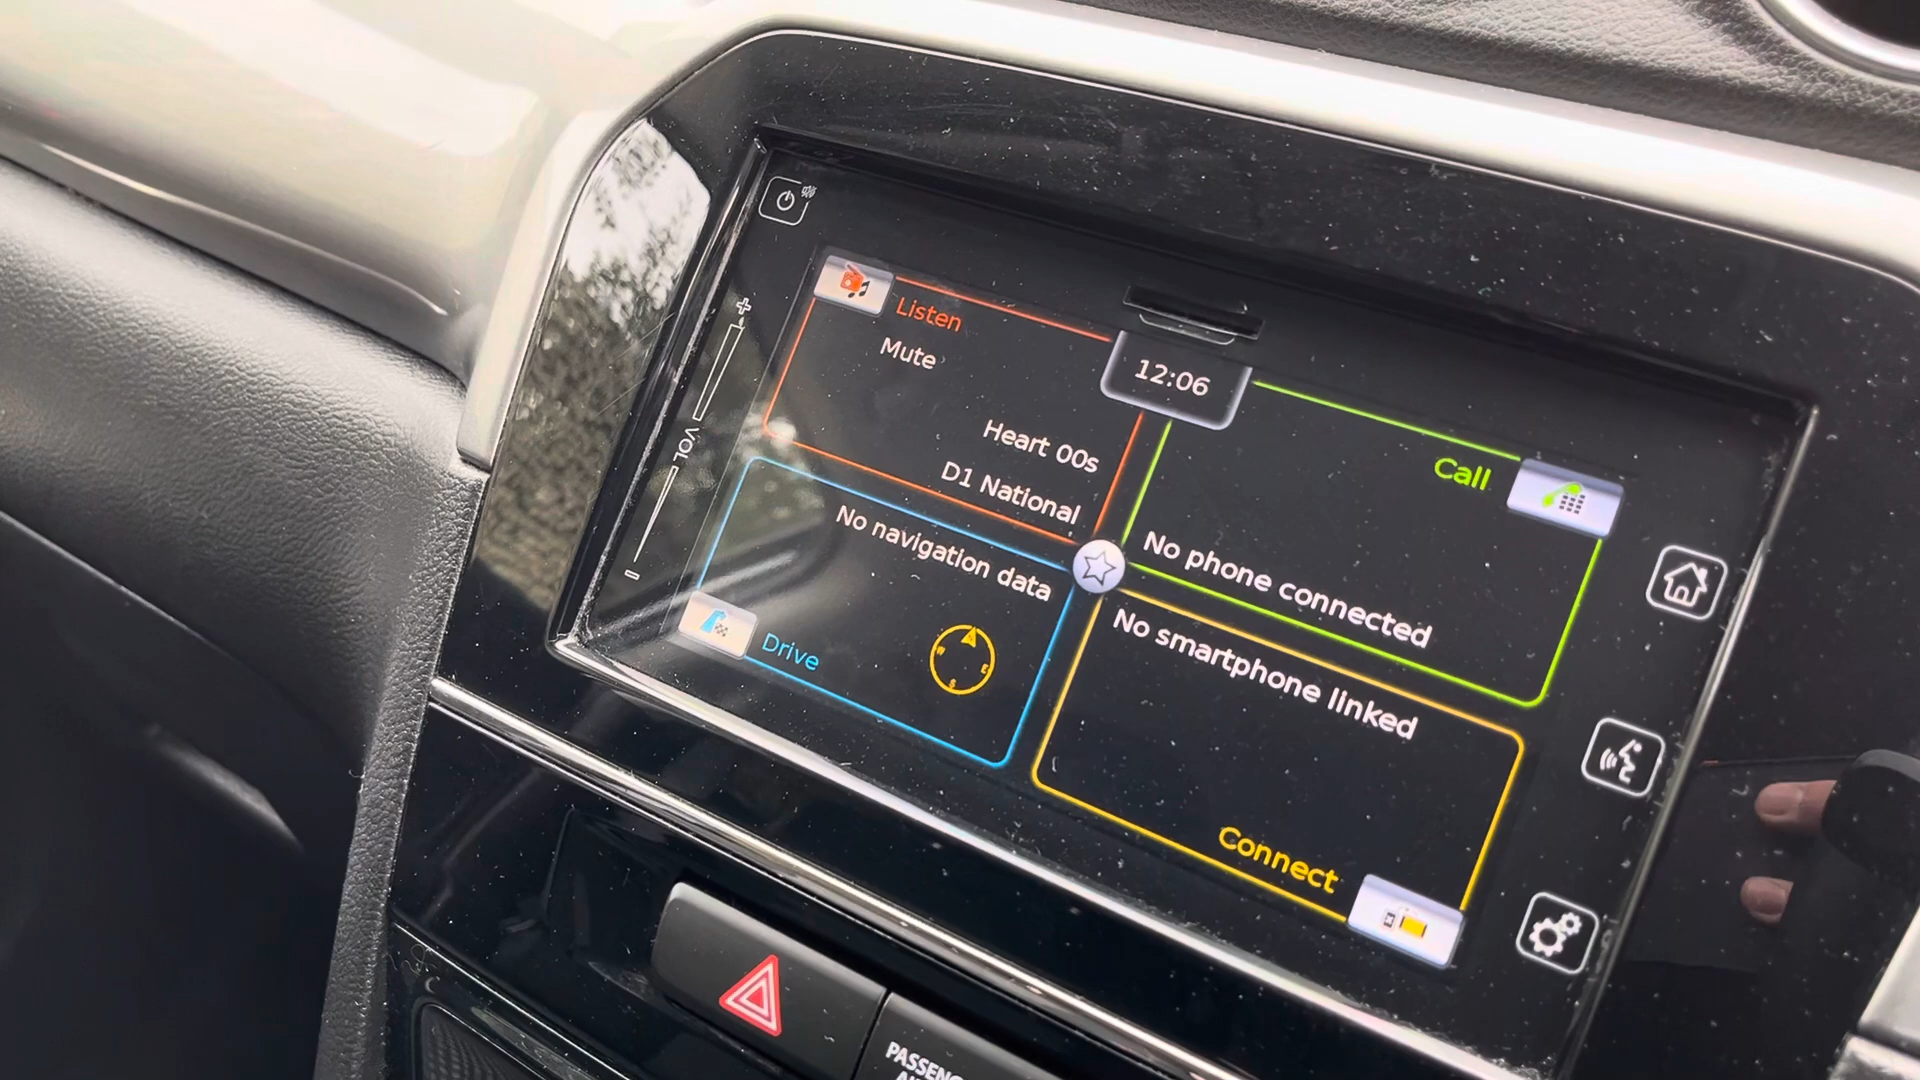 Listen
Mute
12:06
Heart 00s
D1 National
Call
No phone connected
VOL
No navigation data
Drive
No smartphone linked
Connect